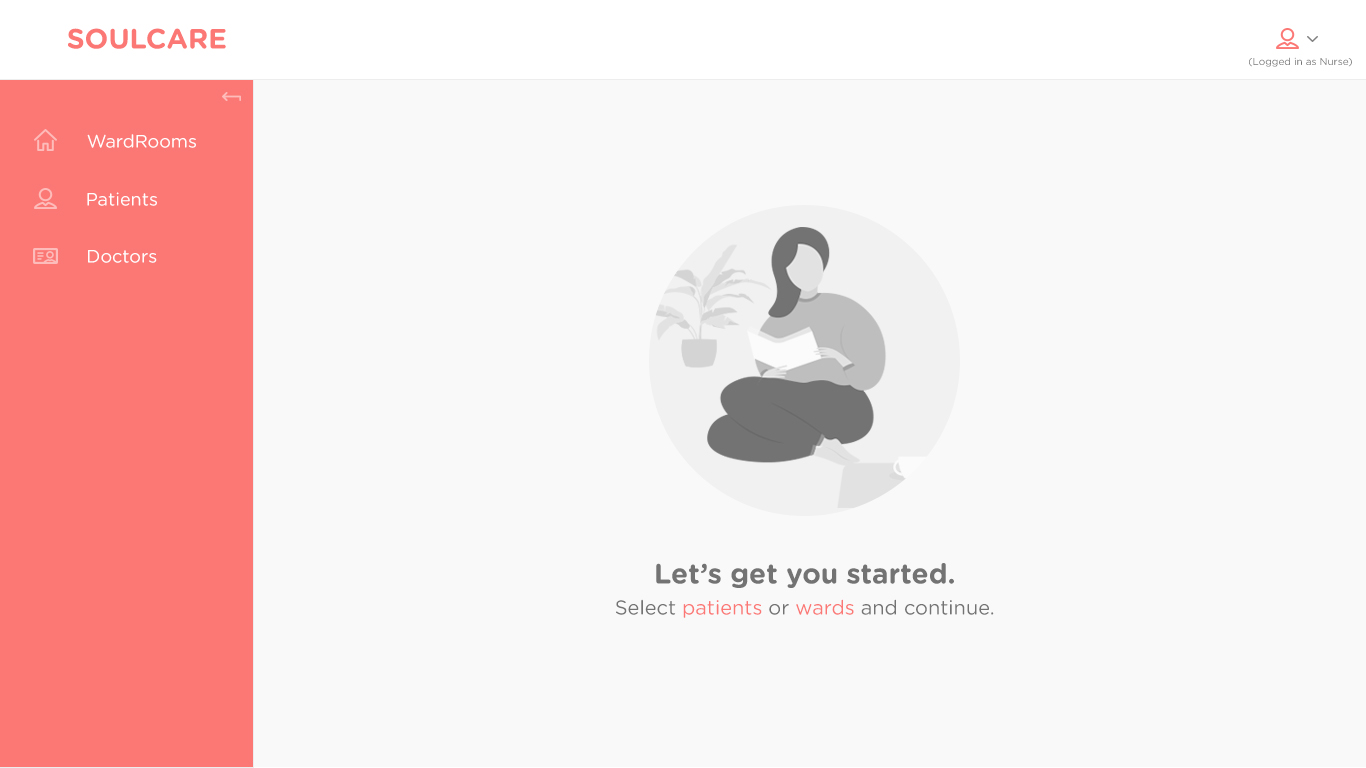 SOULCARE
(Logged in as Nurse)
WardRooms
Patients
Doctors
Let’s get you started.
Select patients or wards and continue.